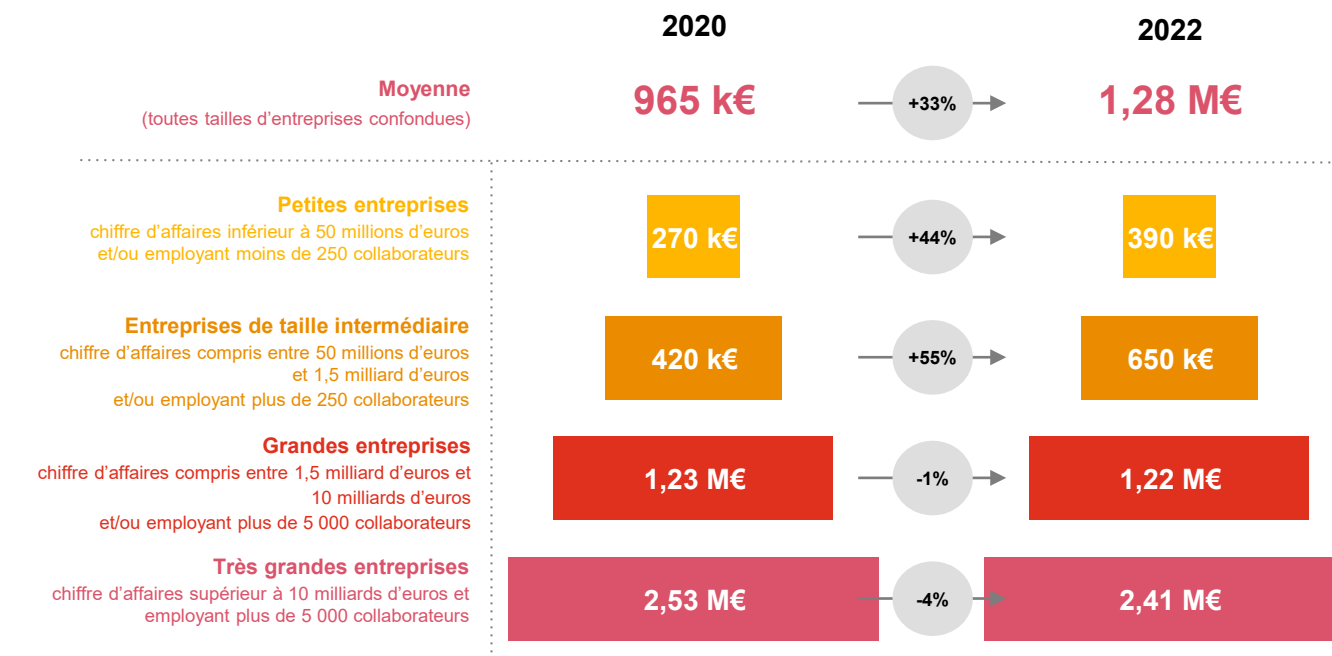 2020
2022
Moyenne
(toutes tailles d'entreprises confondues)
965 k€
+33%
1,28 M€
Petites entreprises
chiffre d'affaires inférieur à 50 millions d'euros
et/ou employant moins de 250 collaborateurs
270 k€
+44%
390 k€
Entreprises de taille intermédiaire
chiffre d'affaires compris entre 50 millions d'euros
et 1,5 milliard d'euros
et/ou employant plus de 250 collaborateurs
420 k€
+55%
650 k€
Grandes entreprises
chiffre d'affaires compris entre 1,5 milliard d'euros et
10 milliards d'euros
et/ou employant plus de 5 000 collaborateurs
1,23 M€
-1%
1,22 M€
Très grandes entreprises
chiffre d'affaires supérieur à 10 milliards d'euros et
employant plus de 5 000 collaborateurs
2,53 M€
-4%
2,41 M€